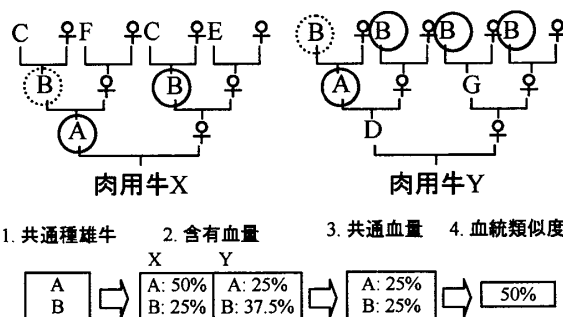 C ♀ F ♀ C ♀ E ♀ B ♀ B ♀ B ♀ B ♀
B ♀ B ♀ A ♀ G ♀
A ♀ D ♀
肉用牛X 肉用牛Y
1. 共通種雄牛 2. 含有血量 3. 共通血量 4. 血統類似度
X Y
A A: 50% A: 25% A: 25% 50%
B B: 25% B: 37.5% B: 25%